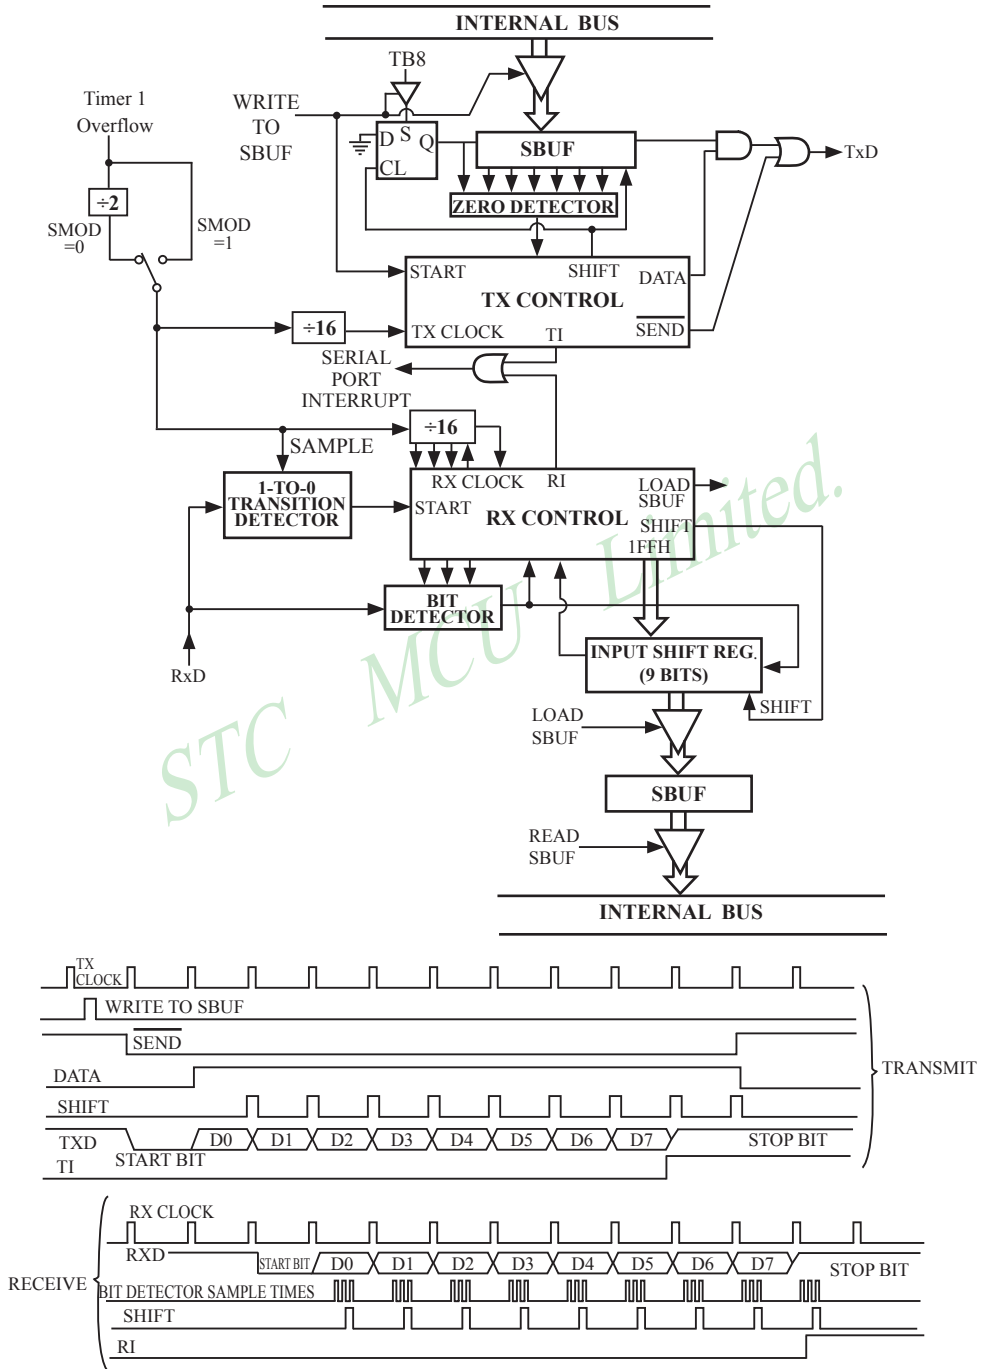 INTERNAL BUS
TB8
Timer 1
Overflow
WRITE
TO
SBUF
D S Q
CL
SBUF
TxD
÷2
ZERO DETECTOR
SMOD
=0
SMOD
=1
START
SHIFT
DATA
TX CONTROL
÷16
TX CLOCK
TI
SEND
SERIAL
PORT
INTERRUPT
÷16
SAMPLE
1-TO-0
TRANSITION
DETECTOR
RX CLOCK
RI
LOAD
SBUF
START
RX CONTROL
SHIFT
1FFH
BIT
DETECTOR
RxD
INPUT SHIFT REG.
(9 BITS)
SHIFT
LOAD
SBUF
SBUF
READ
SBUF
INTERNAL BUS
STC MCU Limited.
TX
CLOCK
WRITE TO SBUF
SEND
DATA
TRANSMIT
SHIFT
TXD
START BIT
D0 D1 D2 D3 D4 D5 D6 D7
STOP BIT
TI
RX CLOCK
RXD
START BIT
D0 D1 D2 D3 D4 D5 D6 D7
STOP BIT
RECEIVE
BIT DETECTOR SAMPLE TIMES
SHIFT
RI